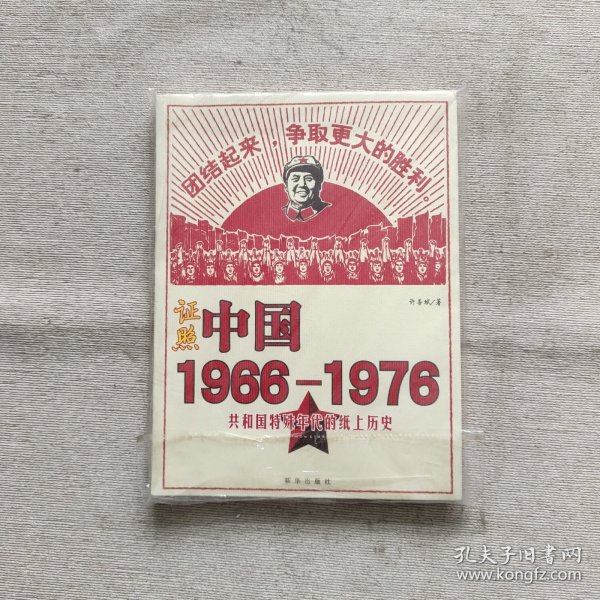 团结起来，争取更大的胜利。
许善斌/著
证照
中国
1966-1976
共和国特殊年代的纸上历史
新华出版社
孔夫子旧书网
www.kongfz.com